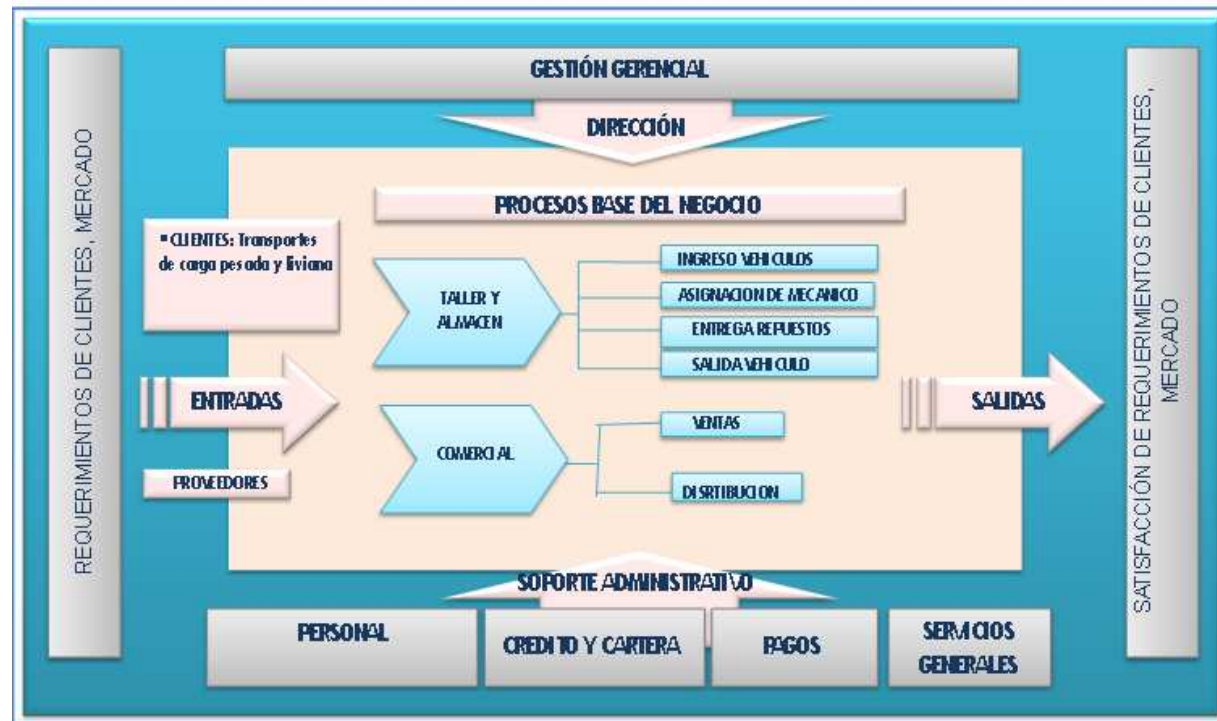 GESTIÓN GERENCIAL
DIRECCIÓN
REQUERIMIENTOS DE CLIENTES, MERCADO
PROCESOS BASE DEL NEGOCIO
▪ CLIENTES: Transportes
de carga pesada y liviana
TALLER Y
ALMACEN
INGRESO VEHICULOS
ASIGNACION DE MECANICO
ENTREGA REPUESTOS
SALIDA VEHICULO
ENTRADAS
SALIDAS
COMERCIAL
VENTAS
DISRTIBUCION
PROVEEDORES
SATISFACCIÓN DE REQUERIMIENTOS DE CLIENTES,
MERCADO
SOPORTE ADMINISTRATIVO
PERSONAL
CREDITO Y CARTERA
PAGOS
SERVICIOS
GENERALES